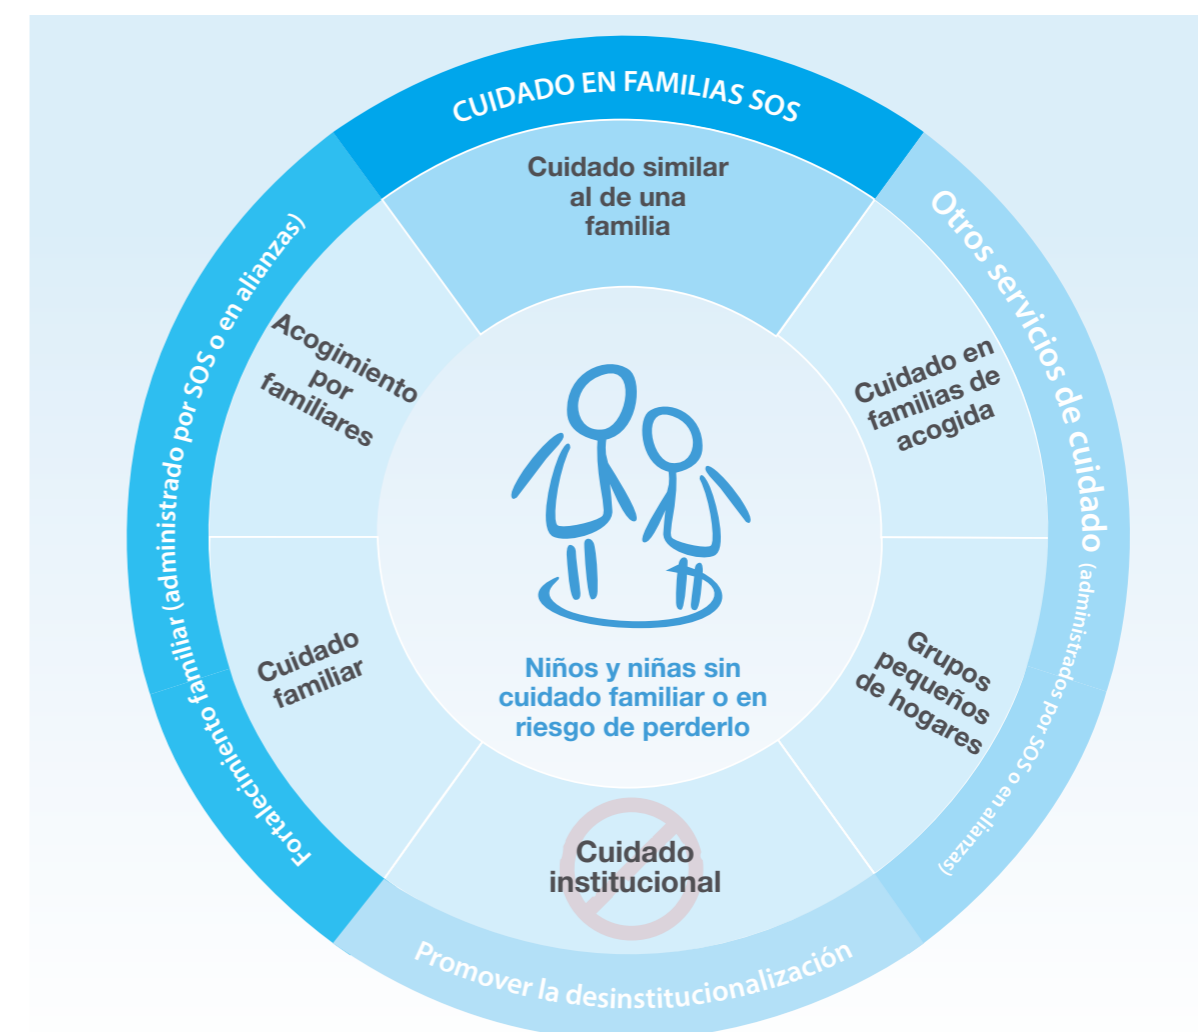 CUIDADO EN FAMILIAS SOS
Cuidado similar
al de una
familia
Otros servicios de cuidado (administrados por SOS o en alianzas)
Cuidado en
familias de
acogida
Grupos
pequeños
de hogares
Promover la desinstitucionalización
Cuidado
institucional
Fortalecimiento familiar (administrado por SOS o en alianzas)
Cuidado
familiar
Acogimiento
por
familiares
Niños y niñas sin
cuidado familiar o en
riesgo de perderlo